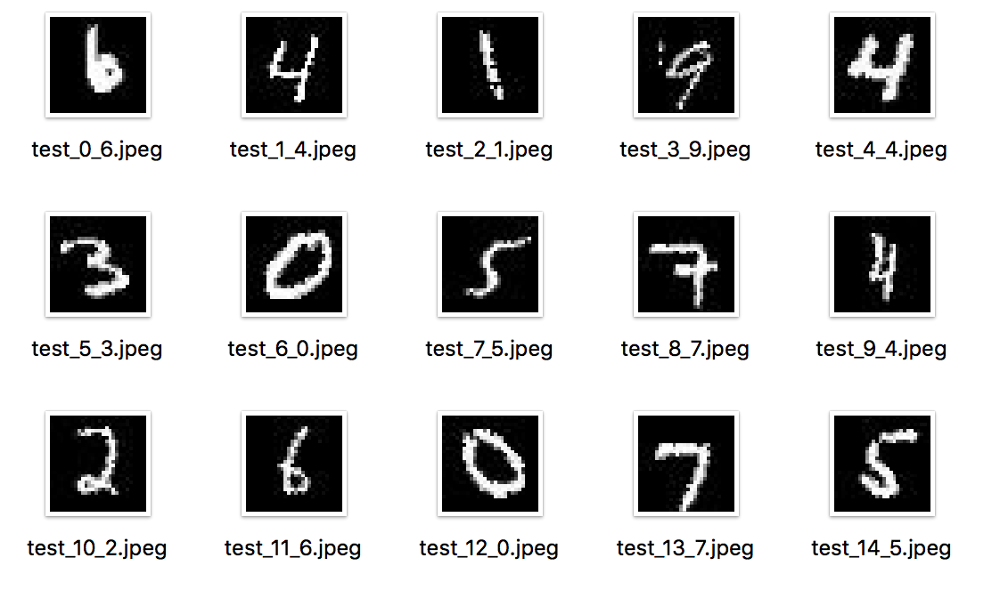 6 4 1 9 4
test_0_6.jpeg test_1_4.jpeg test_2_1.jpeg test_3_9.jpeg test_4_4.jpeg
3 0 5 7 4
test_5_3.jpeg test_6_0.jpeg test_7_5.jpeg test_8_7.jpeg test_9_4.jpeg
2 6 0 7 5
test_10_2.jpeg test_11_6.jpeg test_12_0.jpeg test_13_7.jpeg test_14_5.jpeg